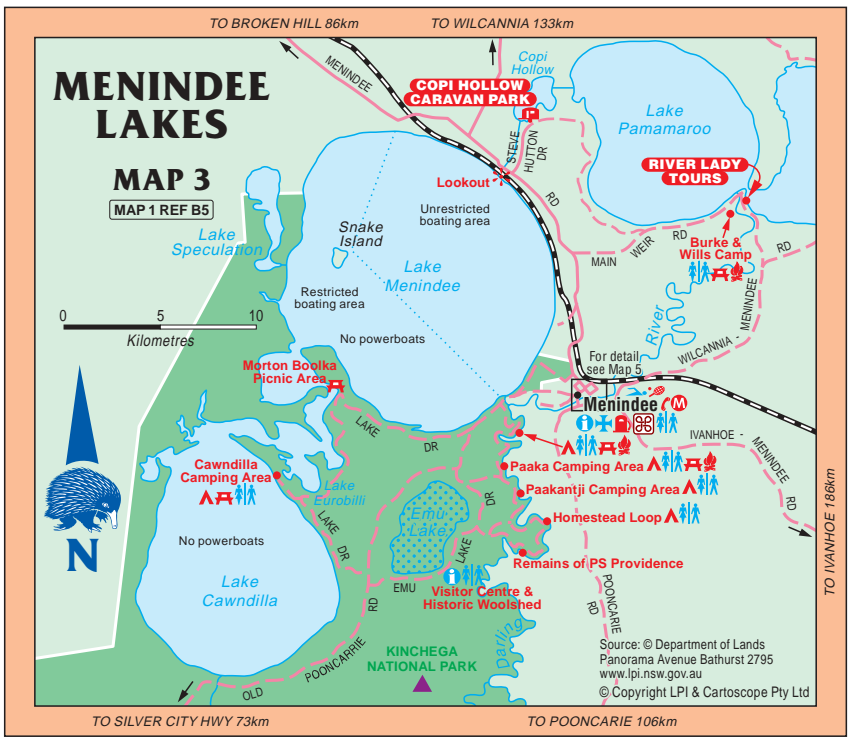 TO BROKEN HILL 86km
TO WILCANNIA 133km
MENINDEE
LAKES
MAP 3
MAP 1 REF B5
MENINDEE
RD
Copi
Hollow
COPI HOLLOW
CARAVAN PARK
STEVE
HUTTON
DR
Lake
Pamamaroo
RIVER LADY
TOURS
Lookout
Unrestricted
boating area
Snake
Island
Lake
Speculation
Lake
Menindee
Restricted
boating area
No powerboats
MAIN
WEIR
RD
Burke &
Wills Camp
RD
River
WILCANNIA -
MENINDEE
0
5
10
Kilometres
For detail
see Map 5
Menindee
M
i
Morton Boolka
Picnic Area
LAKE
DR
IVANHOE -
MENINDEE
RD
Cawndilla
Camping Area
Lake
Eurobilli
LAKE
DR
Paaka Camping Area
Paakantji Camping Area
DR
Emu
Lake
Homestead Loop
N
No powerboats
Lake
Cawndilla
LAKE
EMU
i
Remains of PS Providence
Visitor Centre &
Historic Woolshed
RD
POONCARRIE
OLD
KINCHEGA
NATIONAL PARK
Darling
POONCARIE
RD
Source: © Department of Lands
Panorama Avenue Bathurst 2795
www.lpi.nsw.gov.au
© Copyright LPI & Cartoscope Pty Ltd
TO IVANHOE 186km
TO SILVER CITY HWY 73km
TO POONCARIE 106km